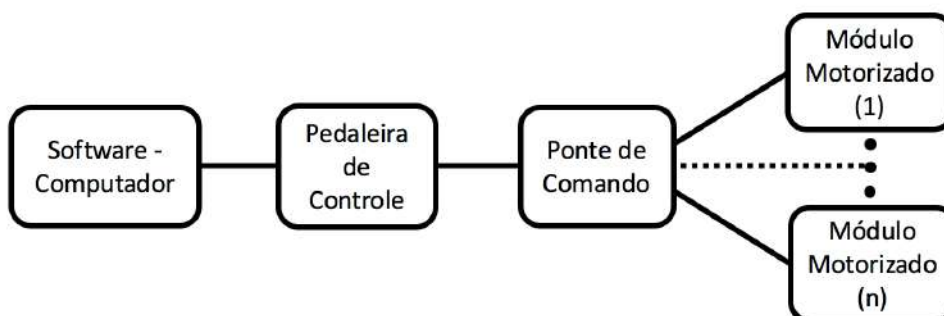 Software -
Computador
Pedaleira
de
Controle
Ponte de
Comando
Módulo
Motorizado
(1)
Módulo
Motorizado
(n)